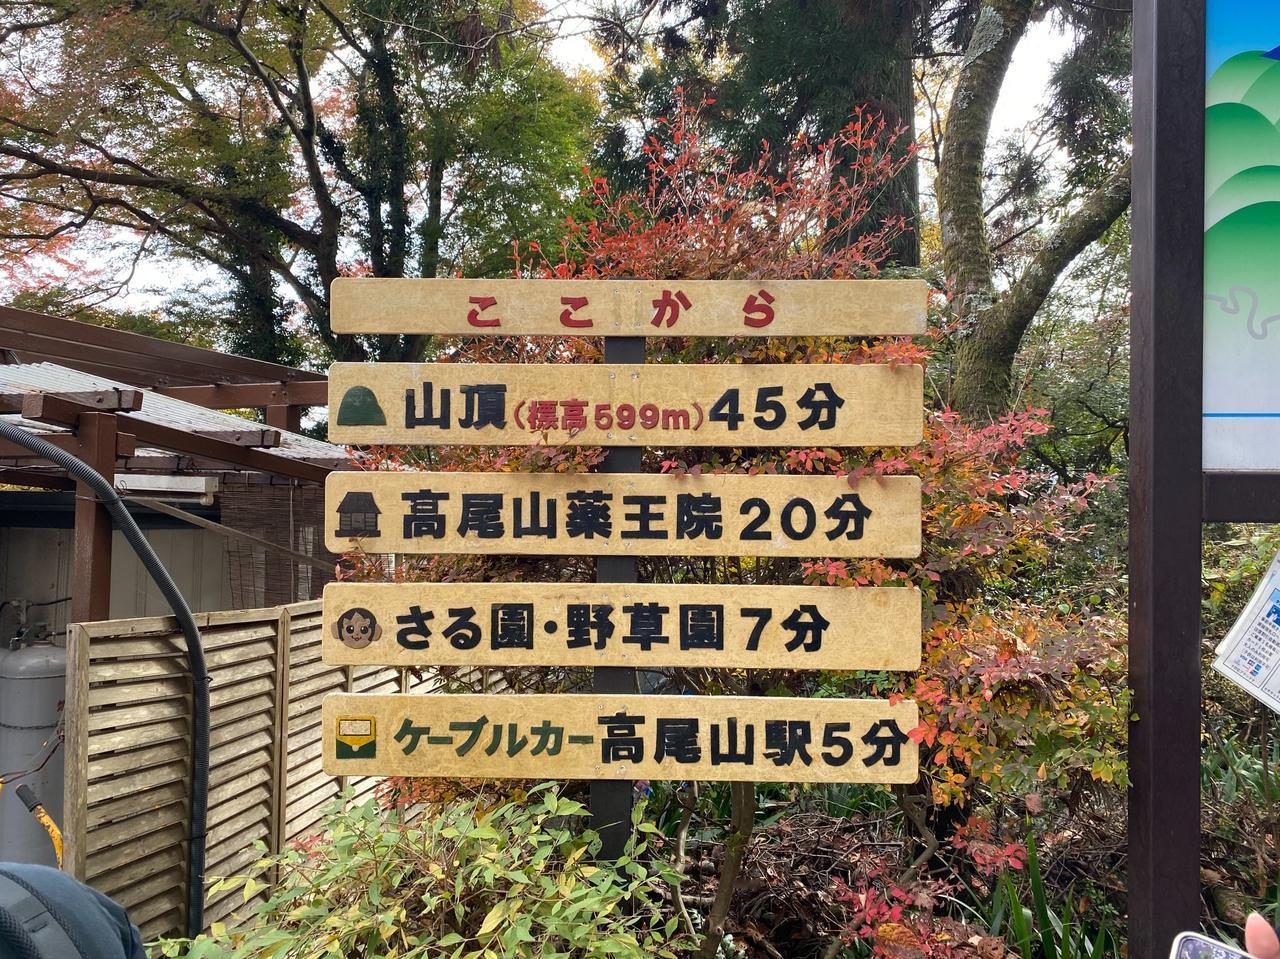 ここから
山頂(標高599m)45分
高尾山薬王院20分
さる園・野草園7分
ケーブルカー高尾山駅5分